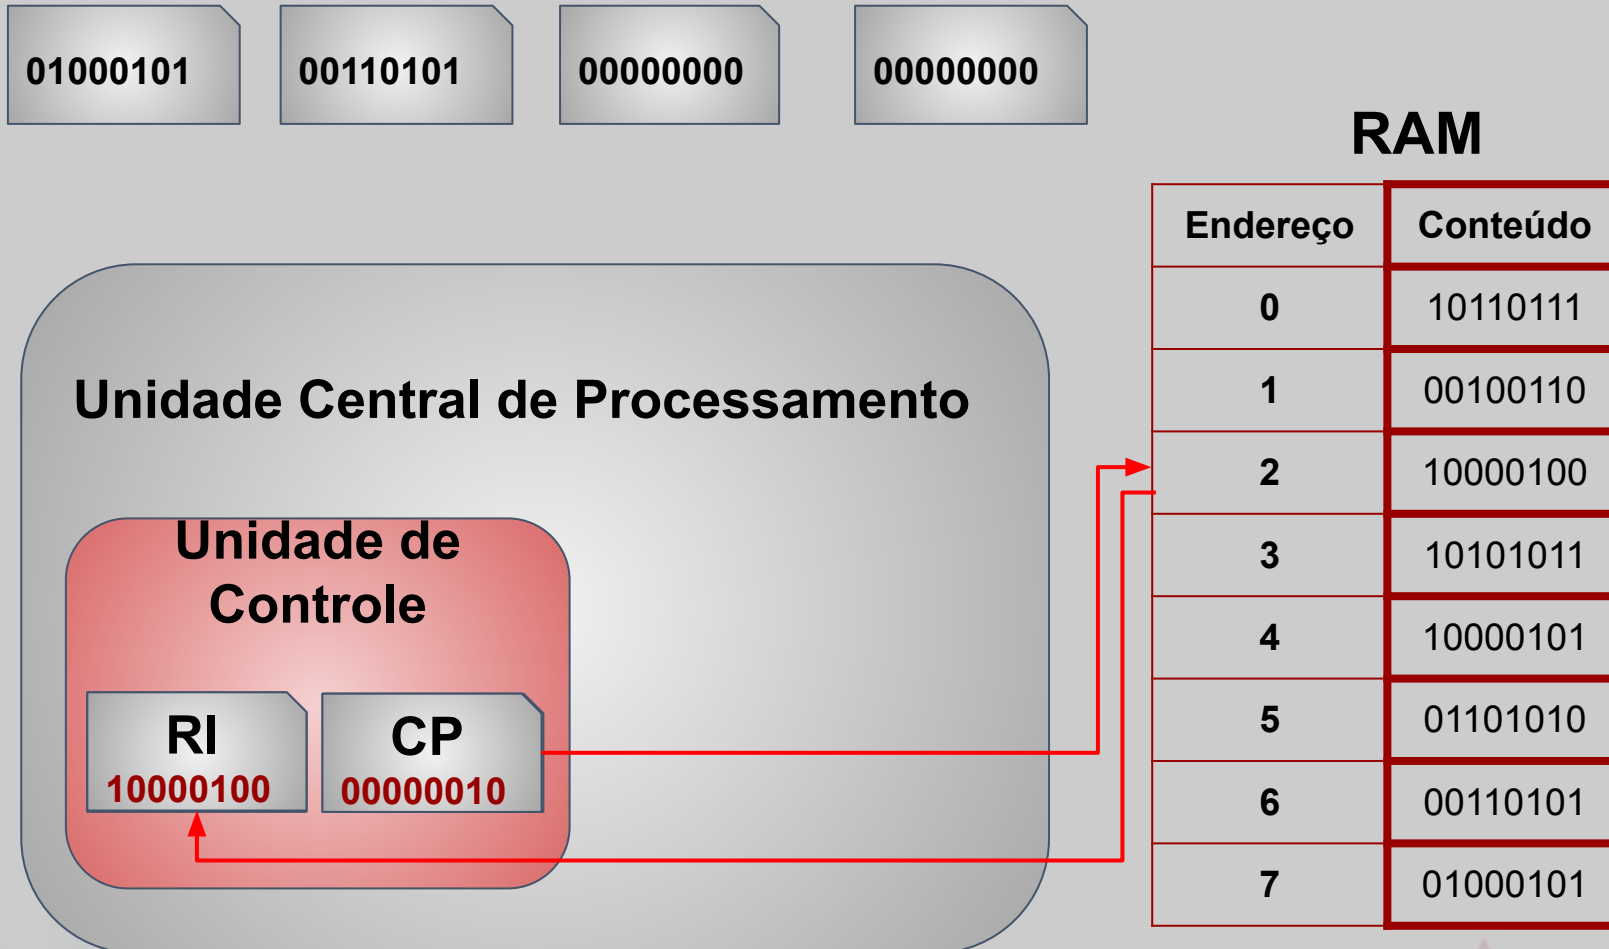 01000101 00110101 00000000 00000000
RAM
Endereço Conteúdo
0 10110111
1 00100110
2 10000100
3 10101011
4 10000101
5 01101010
6 00110101
7 01000101
Unidade Central de Processamento
Unidade de
Controle
RI CP
10000100 00000010